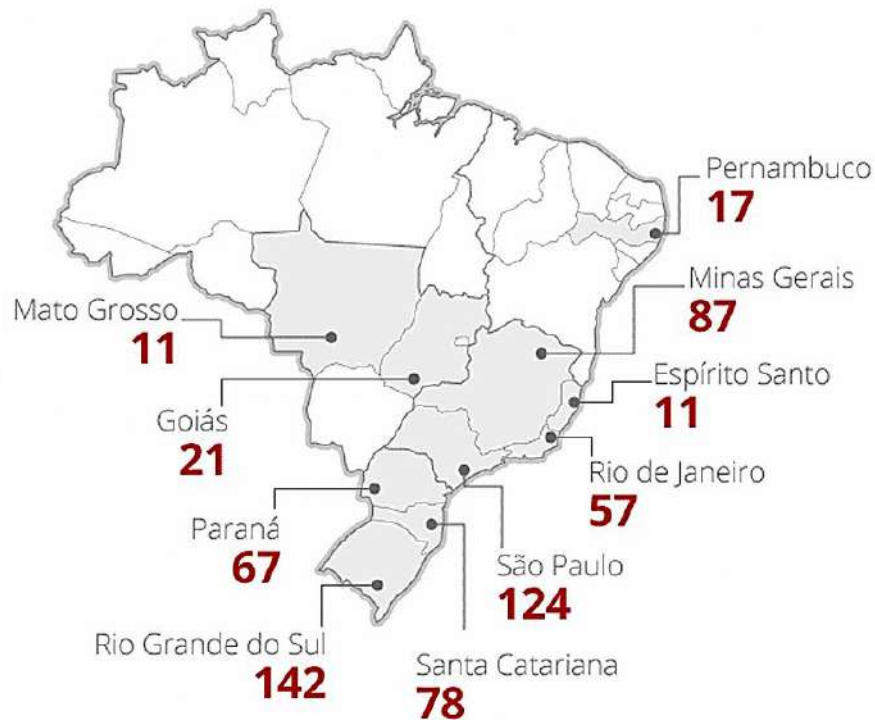 Pernambuco
17
Minas Gerais
87
Mato Grosso
11
Espírito Santo
11
Goiás
21
Rio de Janeiro
57
Paraná
67
São Paulo
124
Rio Grande do Sul
142
Santa Catariana
78